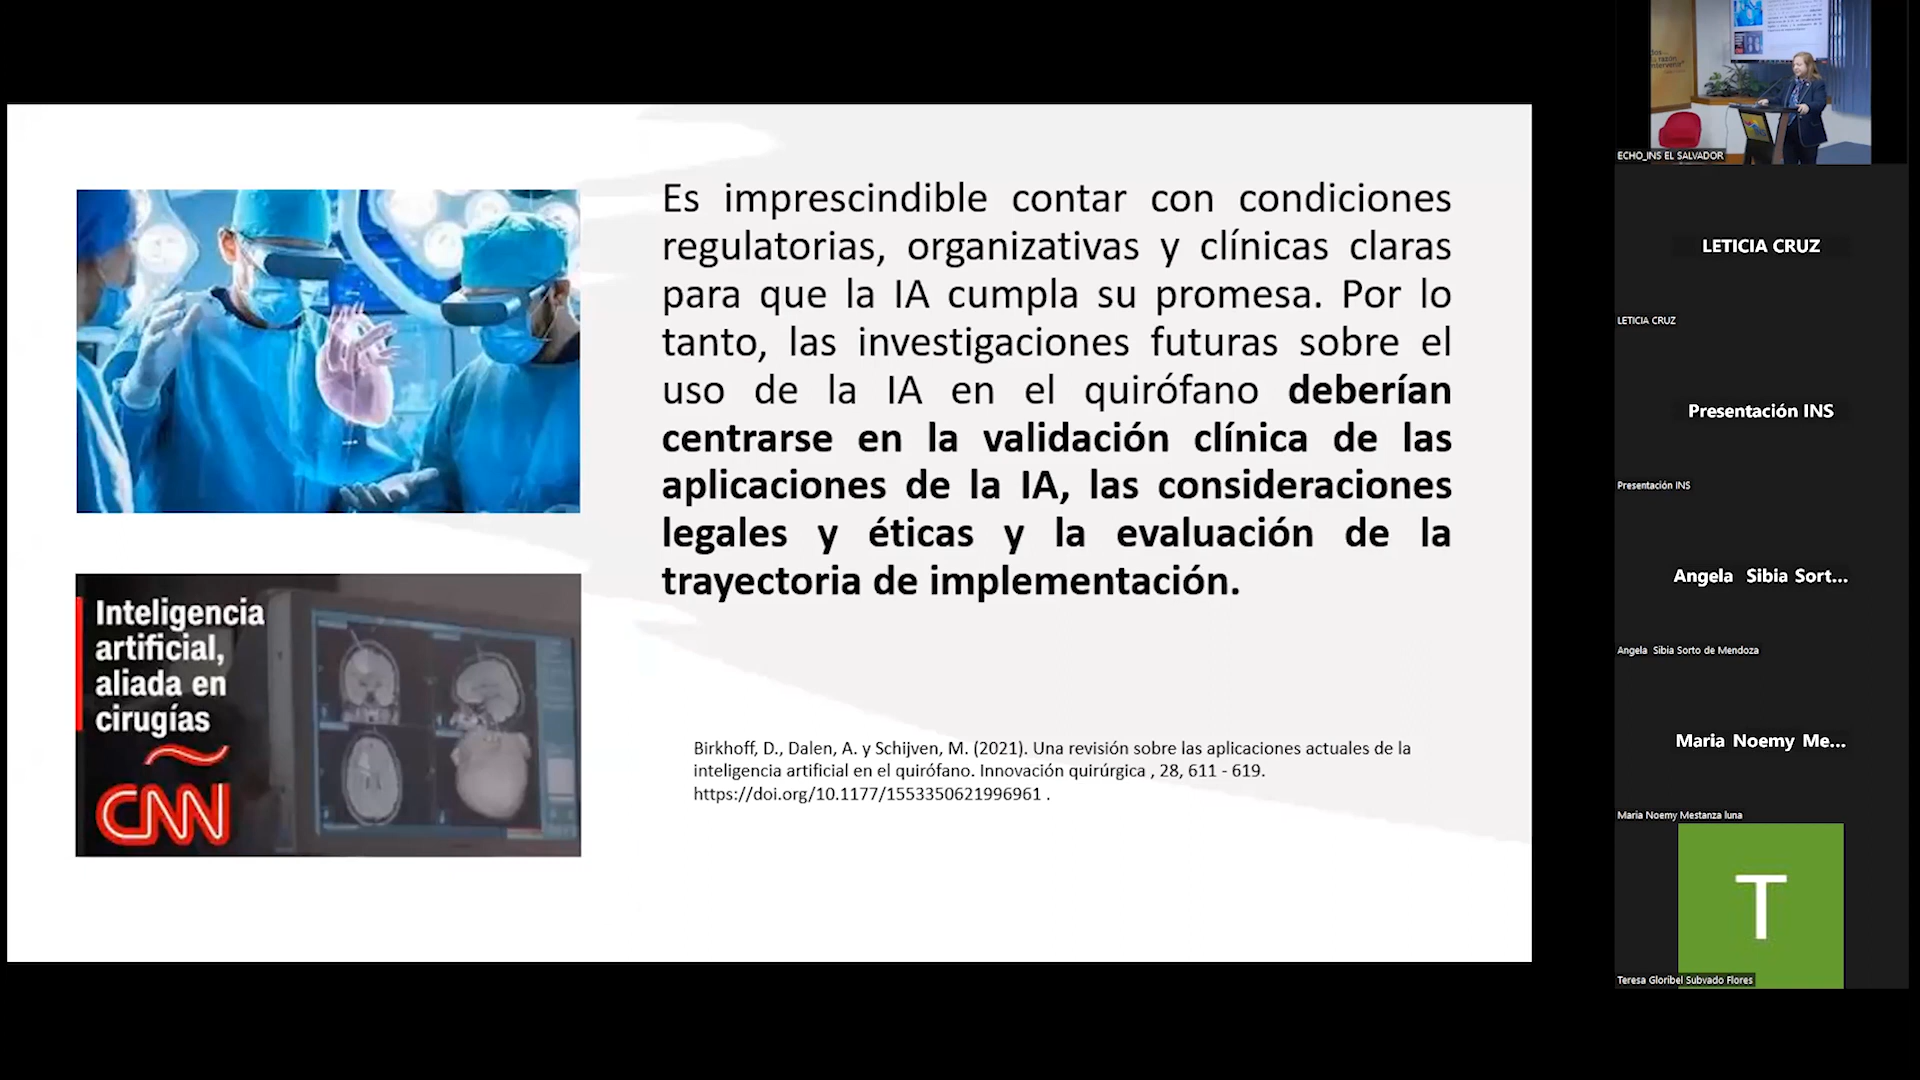 Es imprescindible contar con condiciones
regulatorias, organizativas y clínicas claras
para que la IA cumpla su promesa. Por lo
tanto, las investigaciones futuras sobre el
uso de la IA en el quirófano deberían
centrarse en la validación clínica de las
aplicaciones de la IA, las consideraciones
legales y éticas y la evaluación de la
trayectoria de implementación.
Inteligencia
artificial,
aliada en
cirugías
CNN
Birkhoff, D., Dalen, A. y Schijven, M. (2021). Una revisión sobre las aplicaciones actuales de la
inteligencia artificial en el quirófano. Innovación quirúrgica , 28, 611 - 619.
https://doi.org/10.1177/1553350621996961 .
ECHO_INS EL SALVADOR
LETICIA CRUZ
LETICIA CRUZ
Presentación INS
Presentación INS
Angela Sibia Sort...
Angela Sibia Sorto de Mendoza
Maria Noemy Me...
Maria Noemy Mestanza luna
T
Teresa Gloribel Subvado Flores